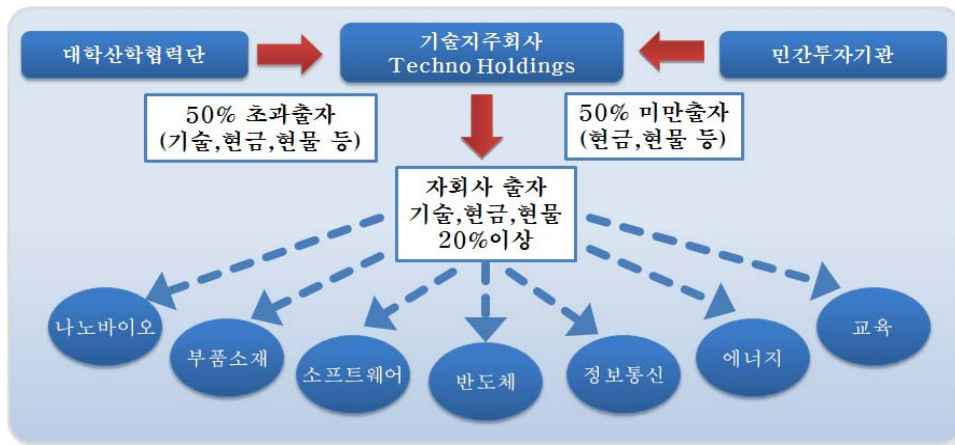 대학산학협력단
기술지주회사
Techno Holdings
민간투자기관
50% 초과출자
(기술,현금,현물 등)
50% 미만출자
(현금,현물 등)
자회사 출자
기술,현금,현물
20%이상
나노바이오
부품소재
소프트웨어
반도체
정보통신
에너지
교육